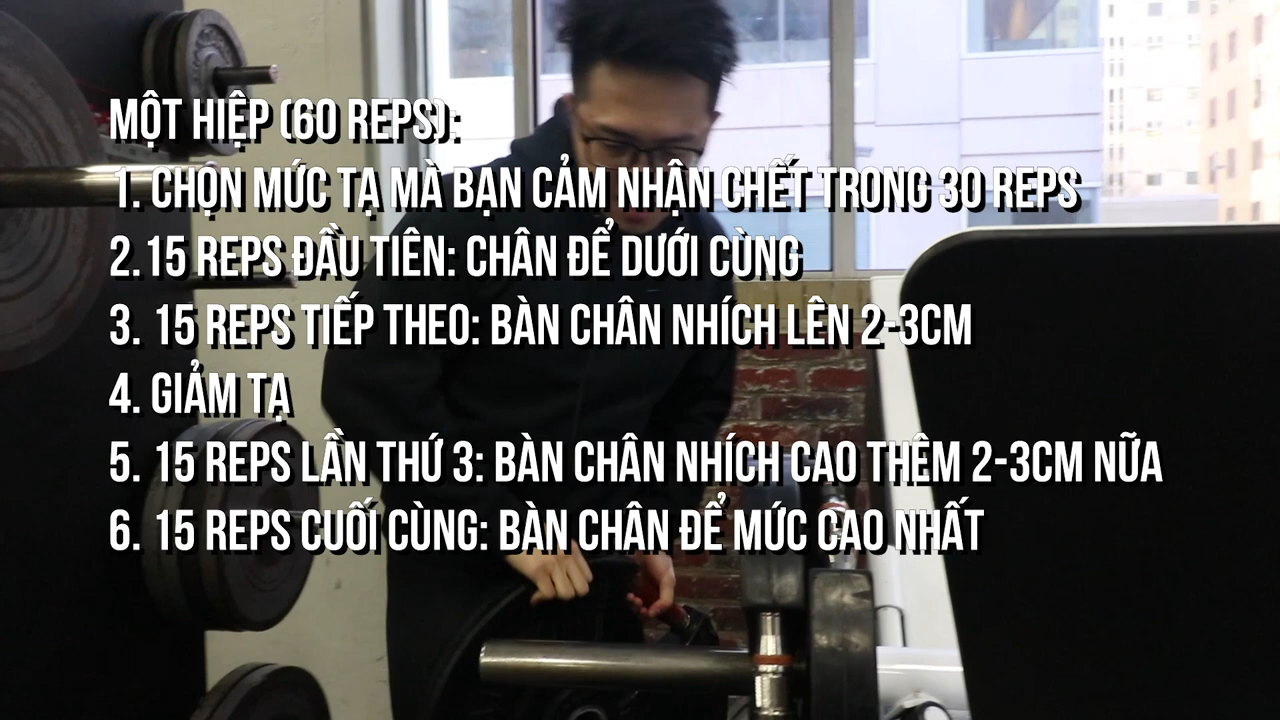 MỘT HIỆP (60 REPS):
1. CHỌN MỨC TẠ MÀ BẠN CẢM NHẬN CHẾT TRONG 30 REPS
2. 15 REPS ĐẦU TIÊN: CHÂN ĐỂ DƯỚI CÙNG
3. 15 REPS TIẾP THEO: BÀN CHÂN NHÍCH LÊN 2-3CM
4. GIẢM TẠ
5. 15 REPS LẦN THỨ 3: BÀN CHÂN NHÍCH CAO THÊM 2-3CM NỮA
6. 15 REPS CUỐI CÙNG: BÀN CHÂN ĐỂ MỨC CAO NHẤT